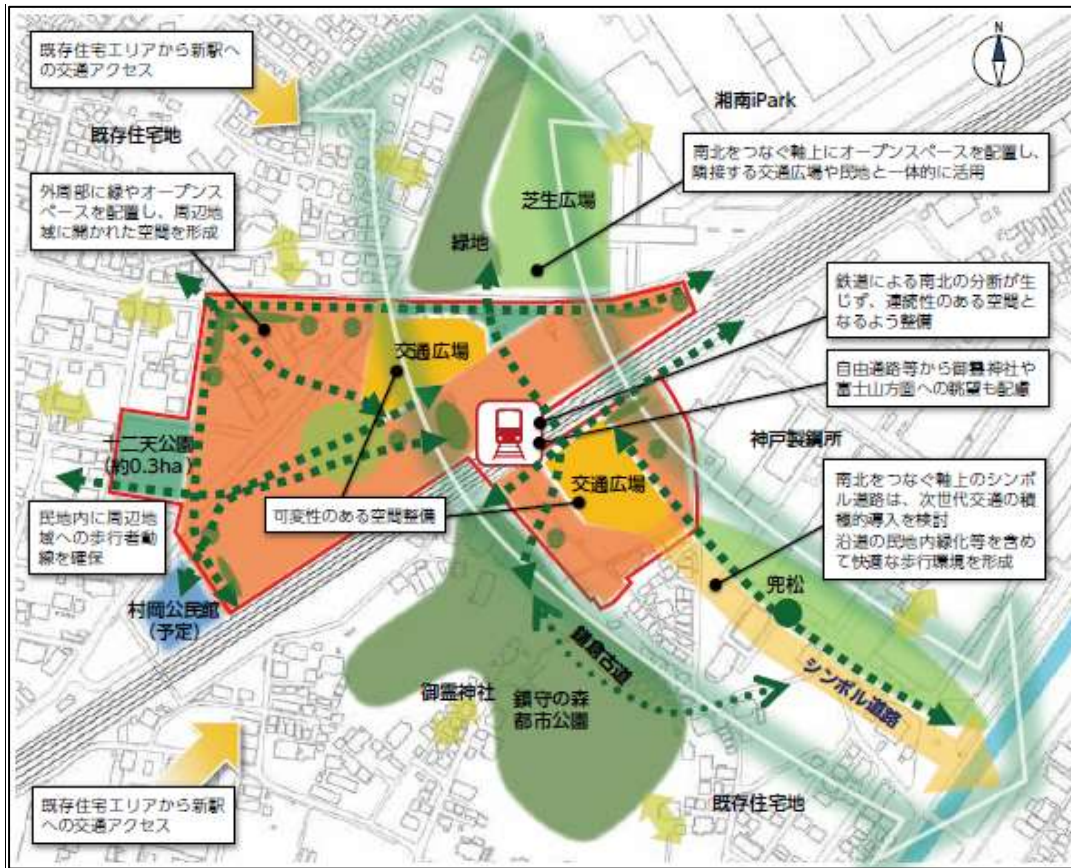 既存住宅エリアから新駅へ
の交通アクセス
N
湘南iPark
既存住宅地
南北をつなぐ軸上にオープンスペースを配置し、
隣接する交通広場や民地と一体的に活用
外周部に緑やオープンス
ペースを配置し、周辺地
域に開かれた空間を形成
芝生広場
緑地
鉄道による南北の分断が生
じず、連続性のある空間と
なるよう整備
交通広場
自由通路等から御霊神社や
富士山方面への眺望も配慮
十二天公園
(約0.3ha)
神戸製鋼所
交通広場
南北をつなぐ軸上のシンボ
ル道路は、次世代交通の積
極的導入を検討
沿道の民地内緑化等を含め
て快適な歩行環境を形成
可変性のある空間整備
民地内に周辺地
域への歩行者動
線を確保
兜松
村岡公民館
(予定)
鎌倉古道
シンボル道路
御霊神社
鎮守の森
都市公園
既存住宅地
既存住宅エリアから新駅
への交通アクセス